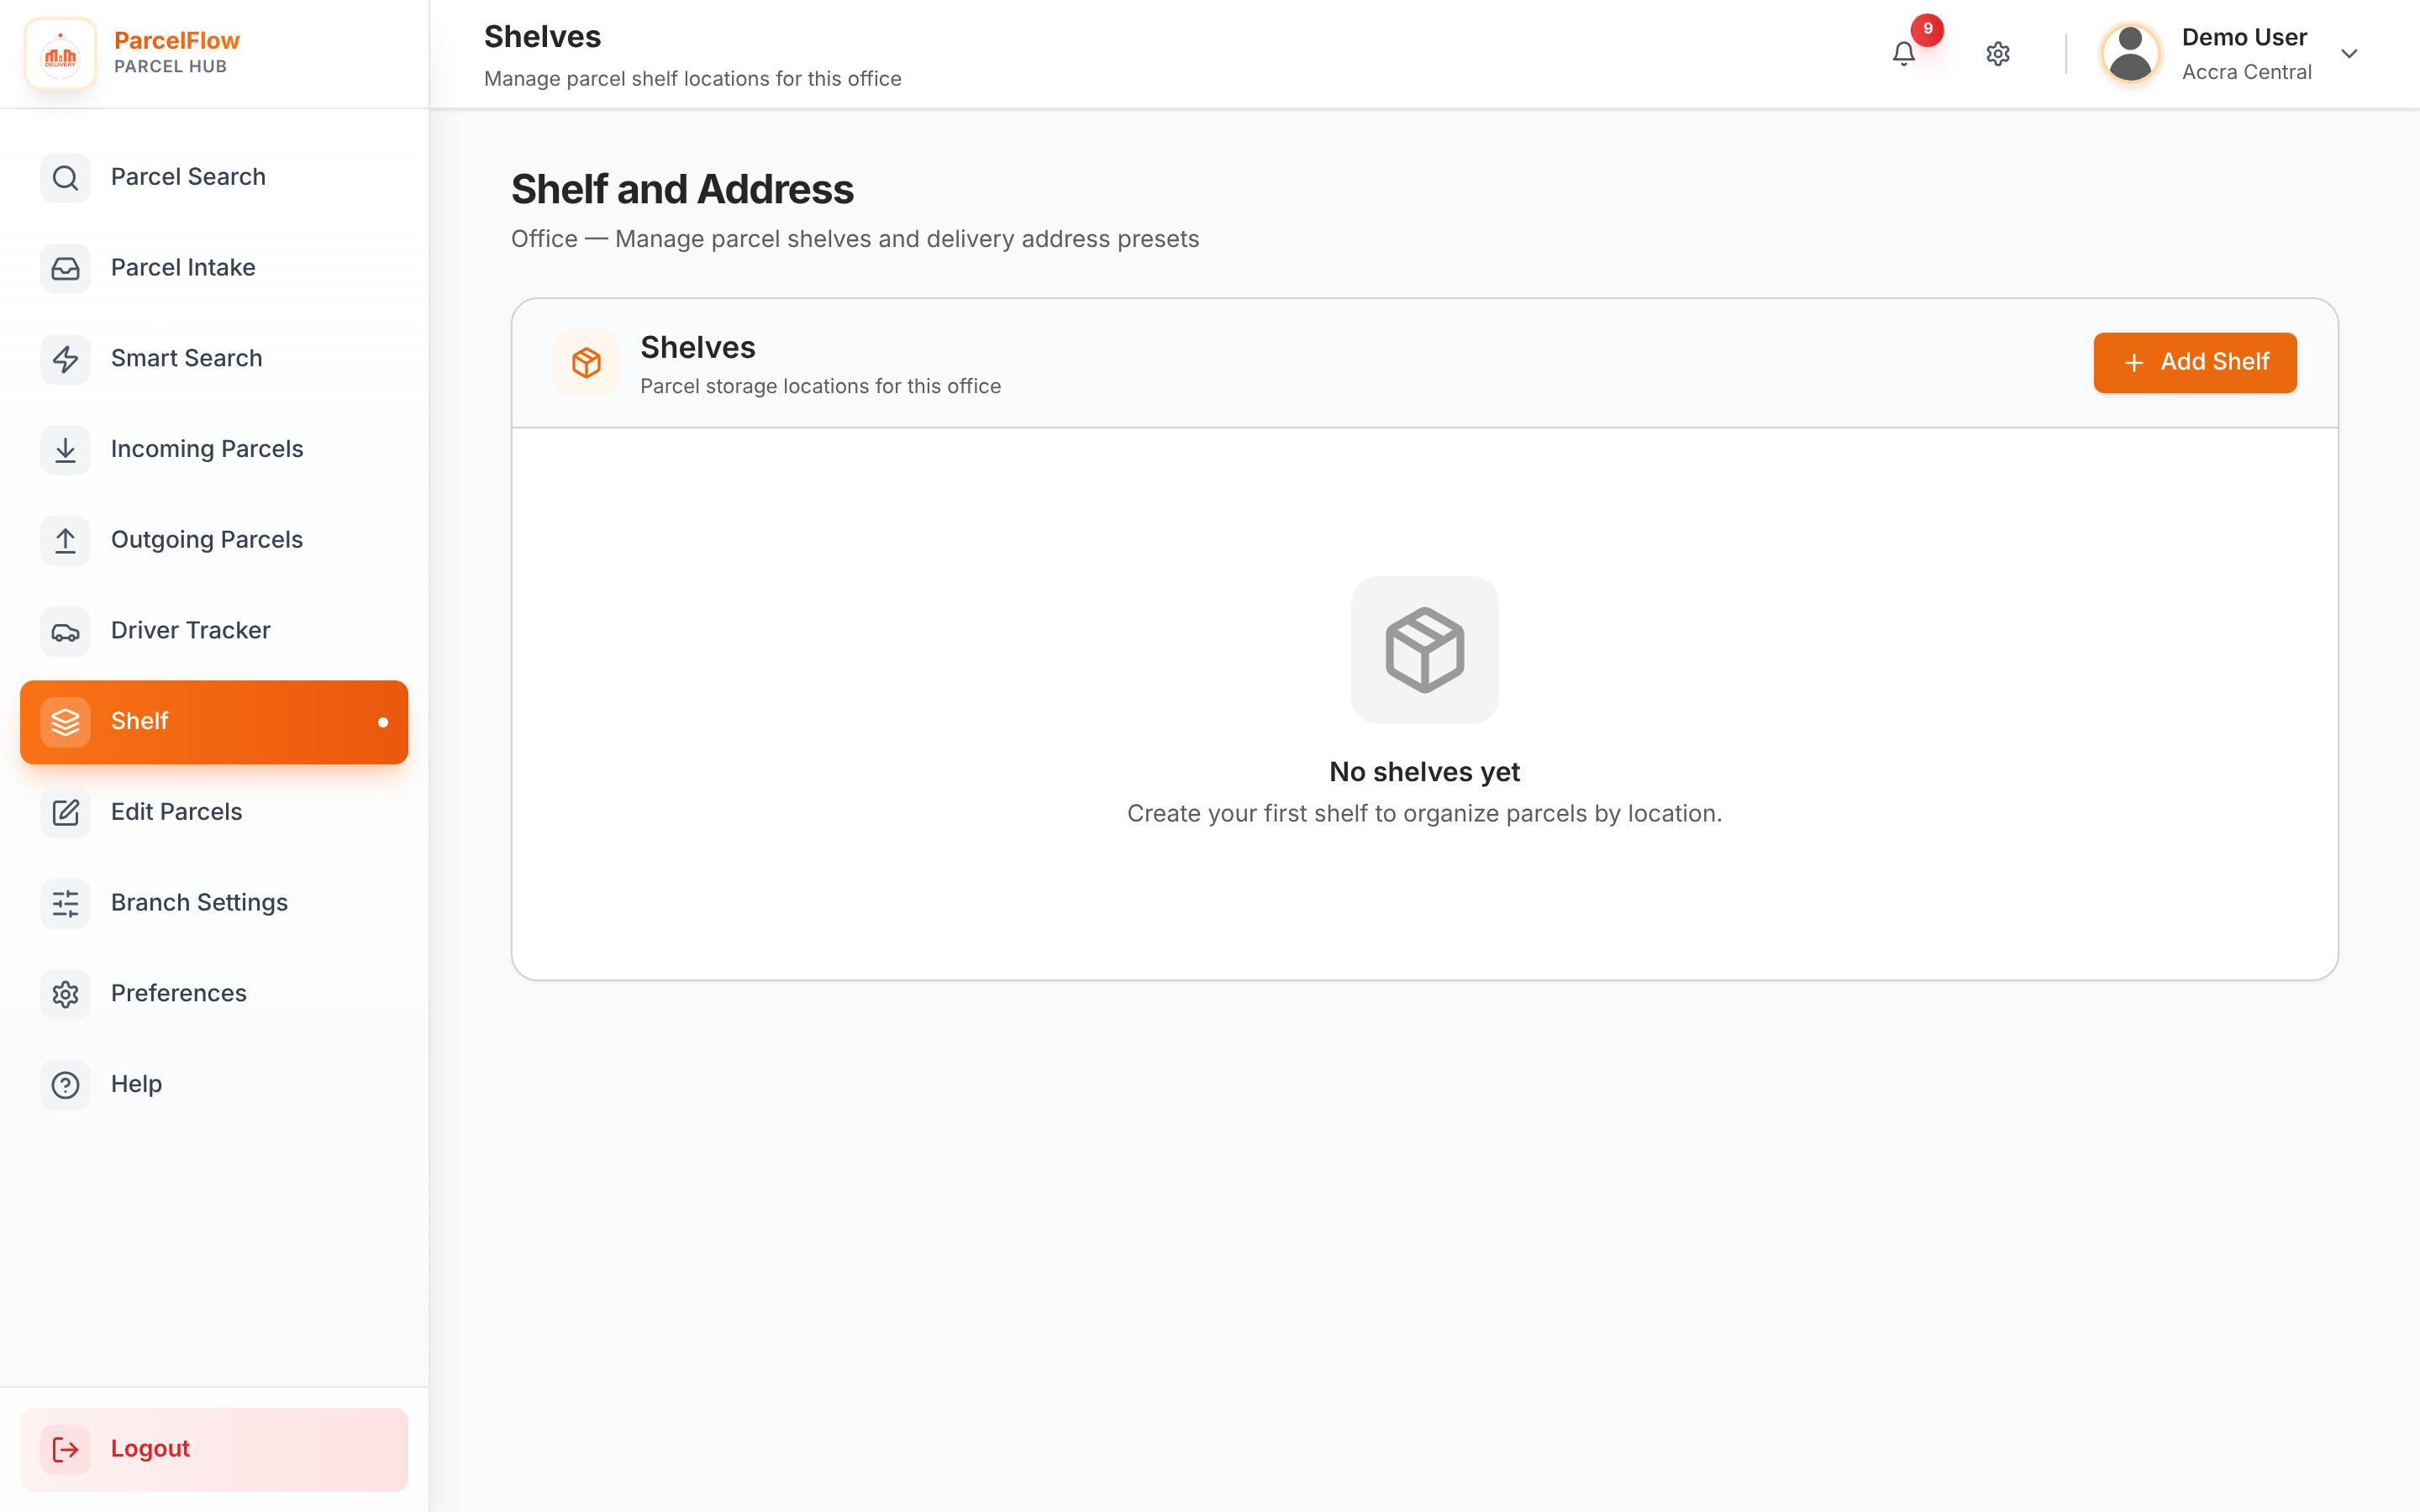 DELIVERY
ParcelFlow
PARCEL HUB
Parcel Search
Parcel Intake
Smart Search
Incoming Parcels
Outgoing Parcels
Driver Tracker
Shelf
Edit Parcels
Branch Settings
Preferences
Help
Logout
Shelves
Manage parcel shelf locations for this office
9
Demo User
Accra Central
Shelf and Address
Office — Manage parcel shelves and delivery address presets
Shelves
Parcel storage locations for this office
Add Shelf
No shelves yet
Create your first shelf to organize parcels by location.